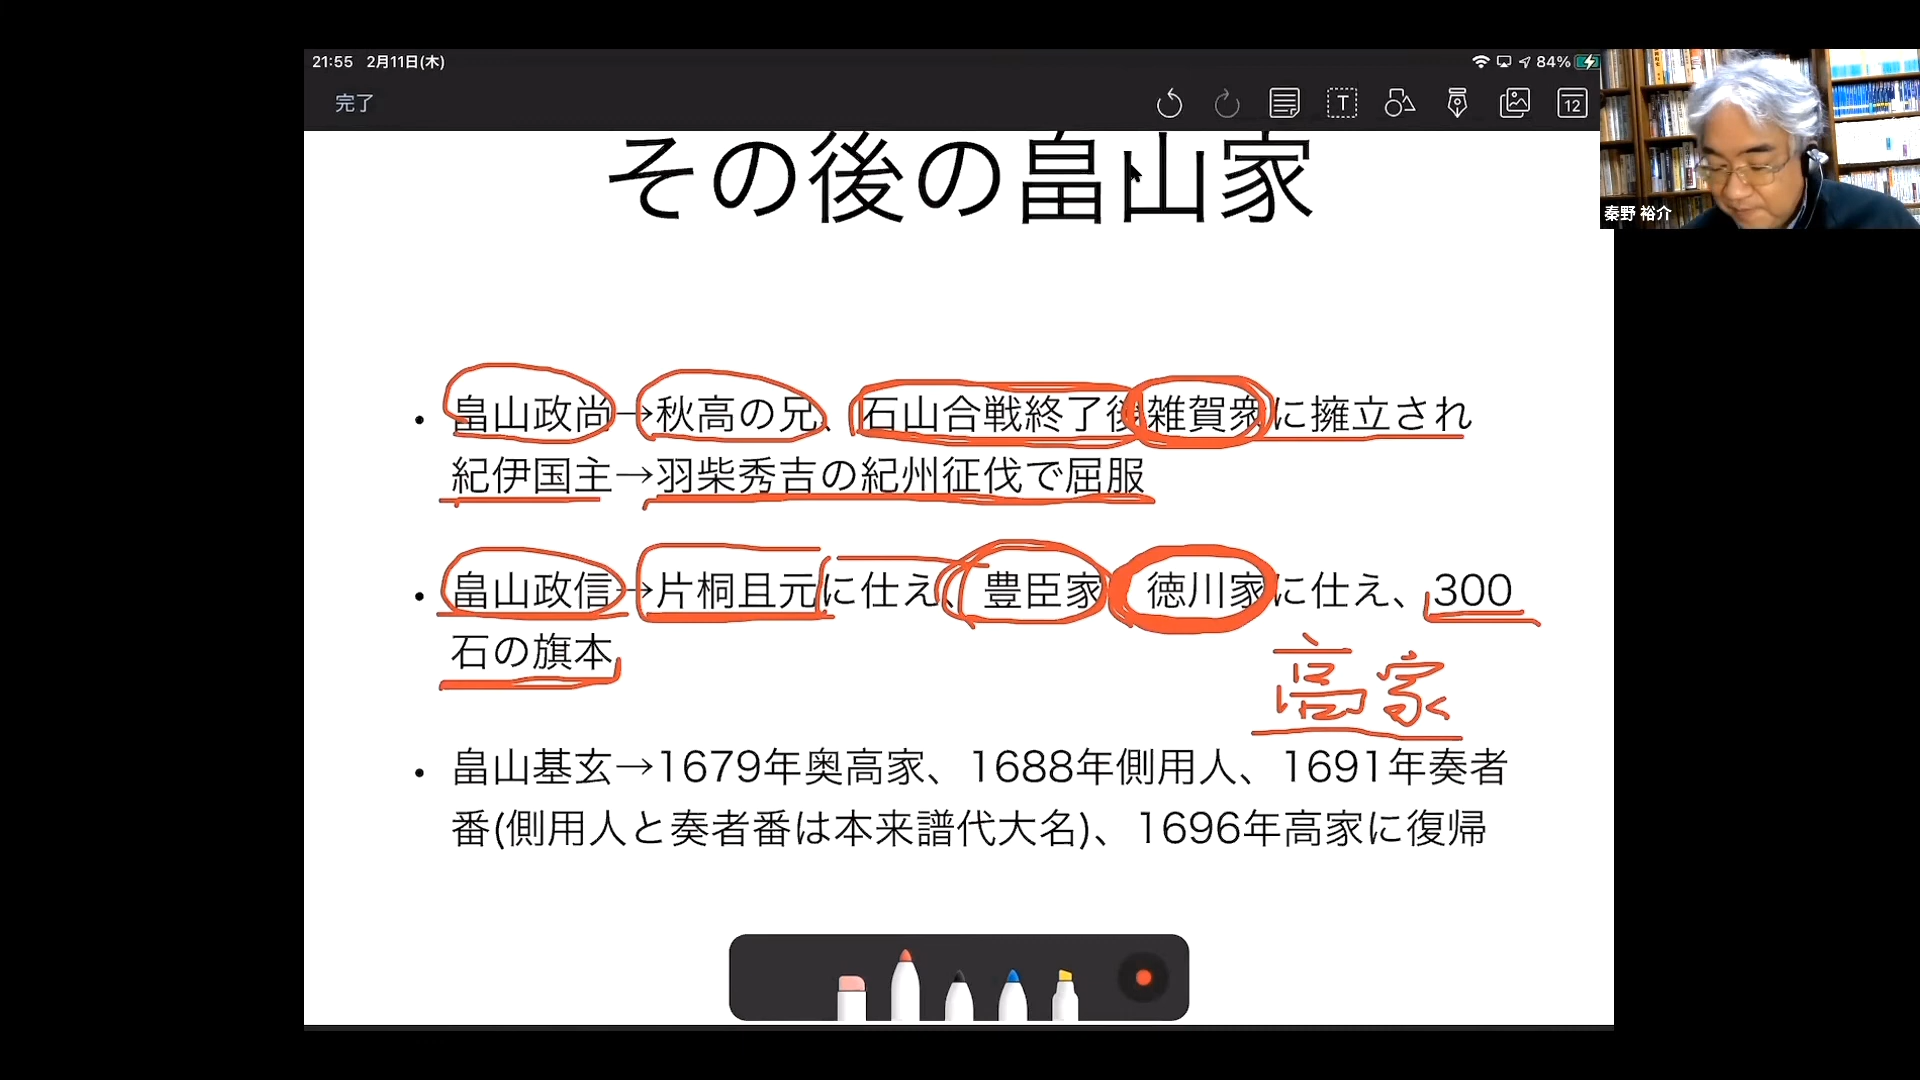 21:55 2月11日(木)
84%
完了
T
12
秦野 裕介
その後の畠山家
• 畠山政尚→秋高の兄、石山合戦終了後雑賀衆に擁立され
紀伊国主→羽柴秀吉の紀州征伐で屈服
• 畠山政信→片桐且元に仕え、豊臣家、徳川家に仕え、300
石の旗本
高家
• 畠山基玄→1679年奥高家、1688年側用人、1691年奏者
番(側用人と奏者番は本来譜代大名)、1696年高家に復帰